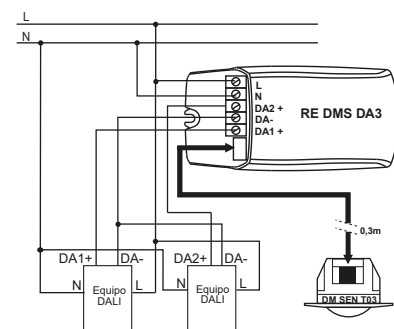 L
N
L
N
DA2 +
DA-
DA1 +
RE DMS DA3
0,3m
DA1+ DA- DA2+ DA-
N Equipo DALI L N Equipo DALI L
DM SEN T03